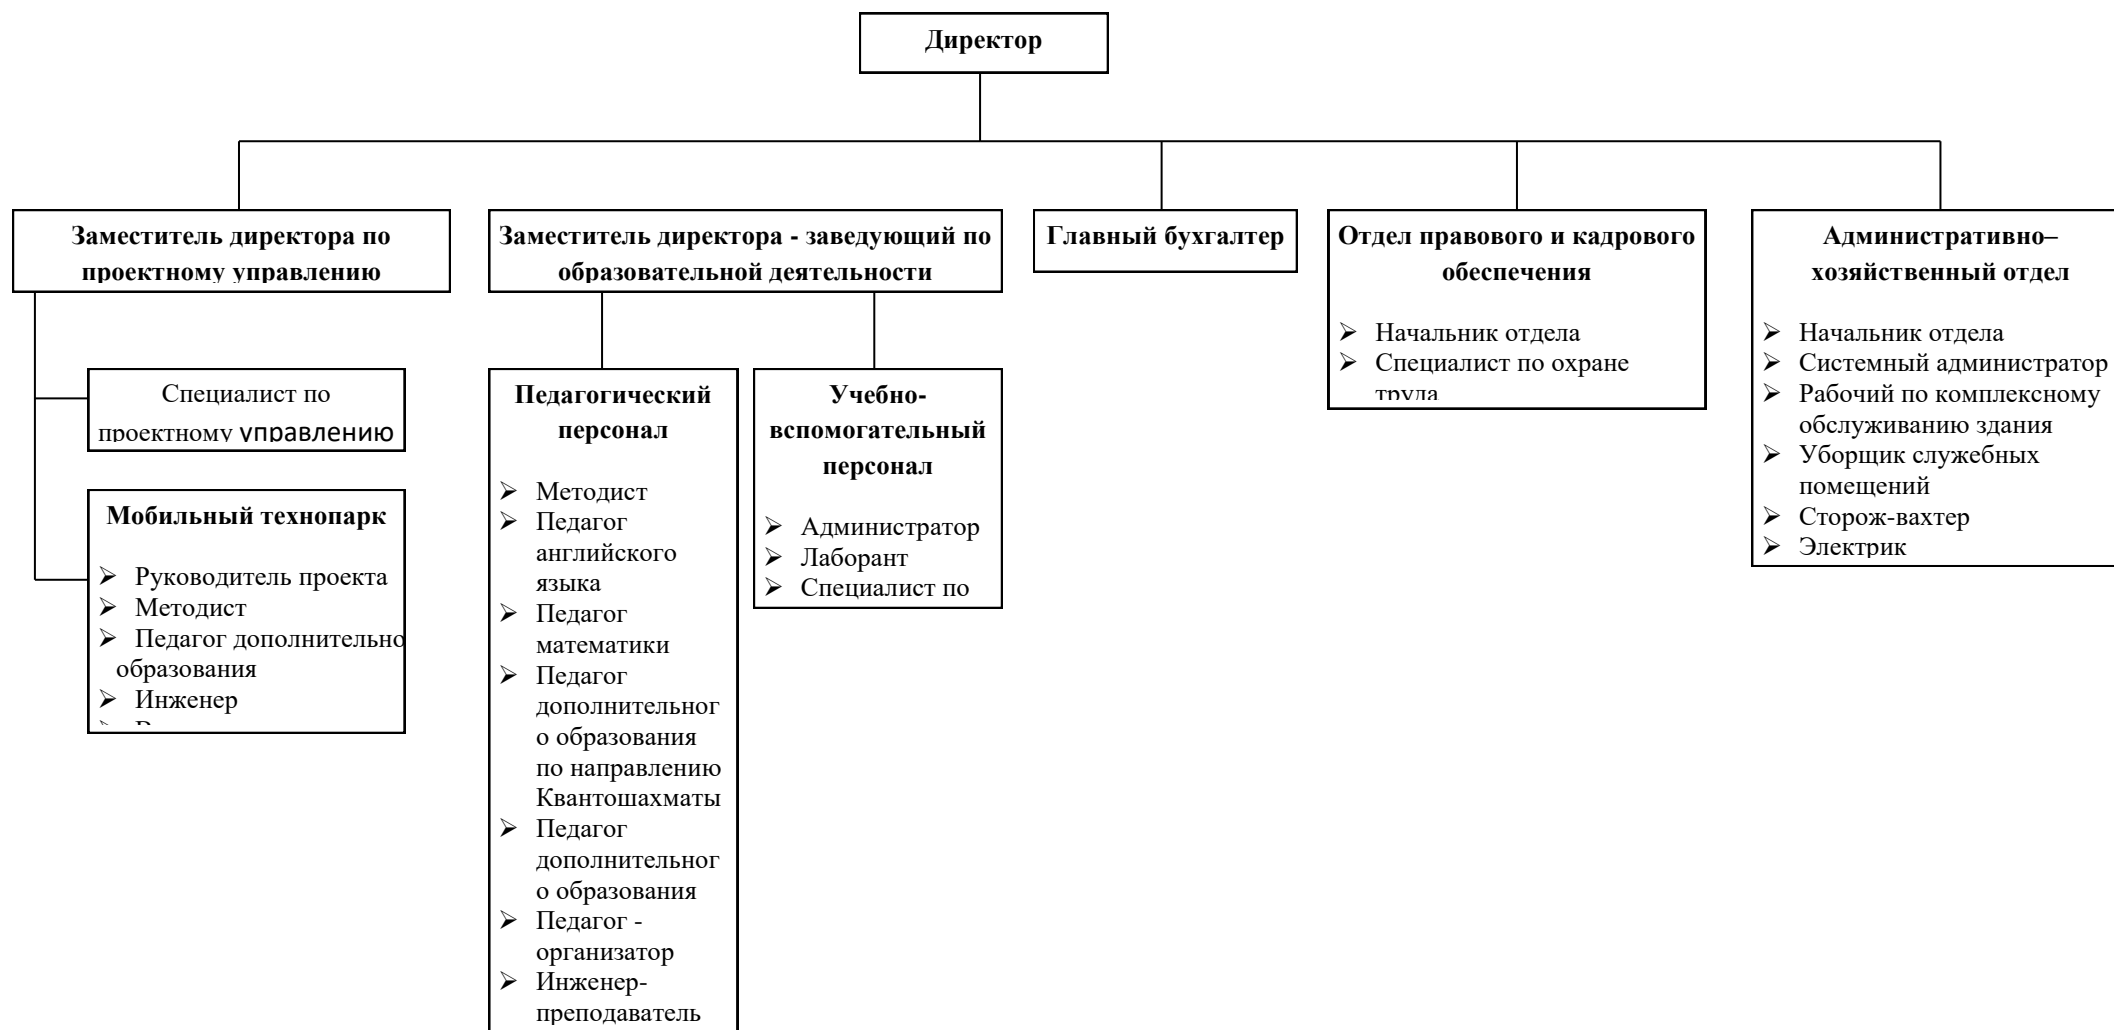 Директор
Заместитель директора по
проектному управлению
Заместитель директора - заведующий по
образовательной деятельности
Главный бухгалтер
Отдел правового и кадрового
обеспечения
➢ Начальник отдела
➢ Специалист по охране
труда
Административно–
хозяйственный отдел
➢ Начальник отдела
➢ Системный администратор
➢ Рабочий по комплексному
обслуживанию здания
➢ Уборщик служебных
помещений
➢ Сторож-вахтер
➢ Электрик
Специалист по
проектному управлению
Мобильный технопарк
➢ Руководитель проекта
➢ Методист
➢ Педагог дополнительно
образования
➢ Инженер
Педагогический
персонал
➢ Методист
➢ Педагог
английского
языка
➢ Педагог
математики
➢ Педагог
дополнительног
о образования
по направлению
Квантошахматы
➢ Педагог
дополнительног
о образования
➢ Педагог -
организатор
➢ Инженер-
преподаватель
Учебно-
вспомогательный
персонал
➢ Администратор
➢ Лаборант
➢ Специалист по